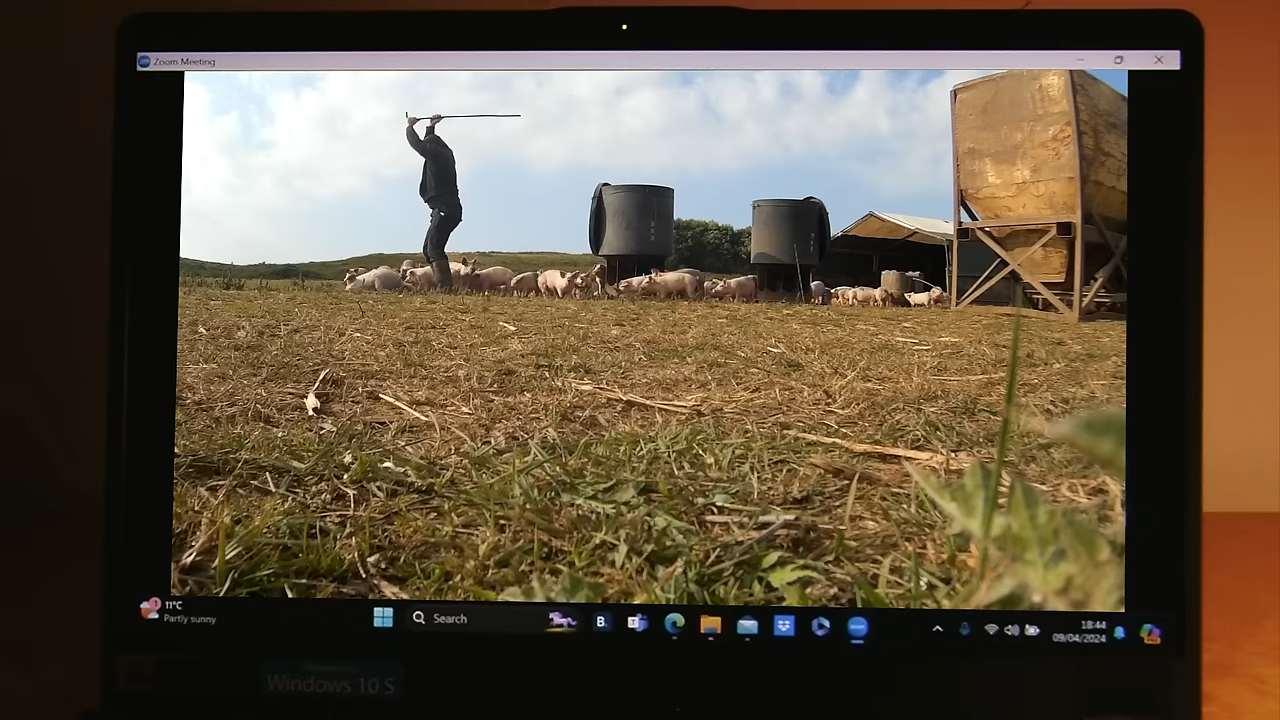 Zoom Meeting
11°C
Partly sunny
Search
B.
18:44
09/04/2024
Windows 10 S